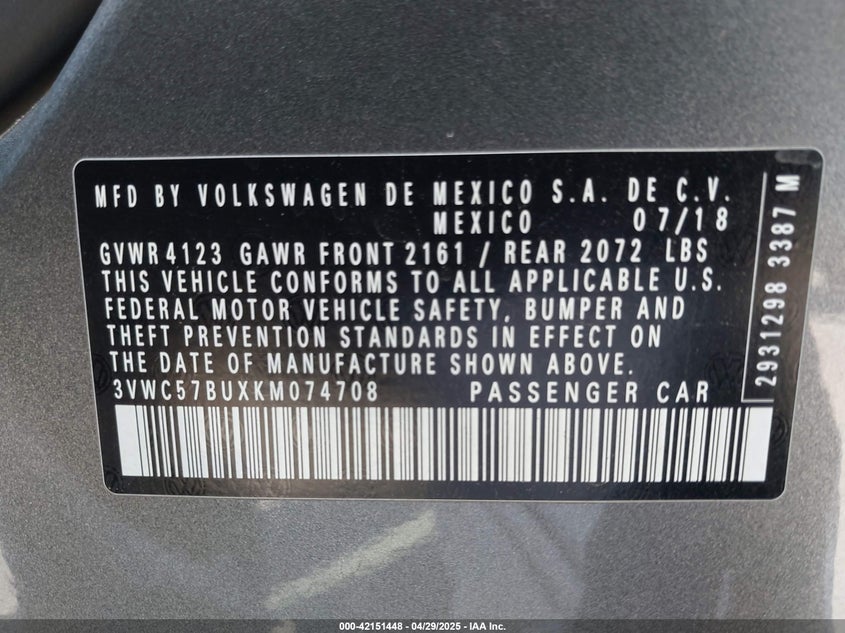 MFD BY VOLKSWAGEN DE MEXICO S.A. DE C.V.
MEXICO 07/18
GVWR 4123 GAWR FRONT 2161 / REAR 2072 LBS
THIS VEHICLE CONFORMS TO ALL APPLICABLE U.S.
FEDERAL MOTOR VEHICLE SAFETY, BUMPER AND
THEFT PREVENTION STANDARDS IN EFFECT ON
THE DATE OF MANUFACTURE SHOWN ABOVE.
3VWC57BUXKM074708 PASSENGER CAR
2931298 3387 M
000-42151448 | 04/29/2025 - IAA Inc.